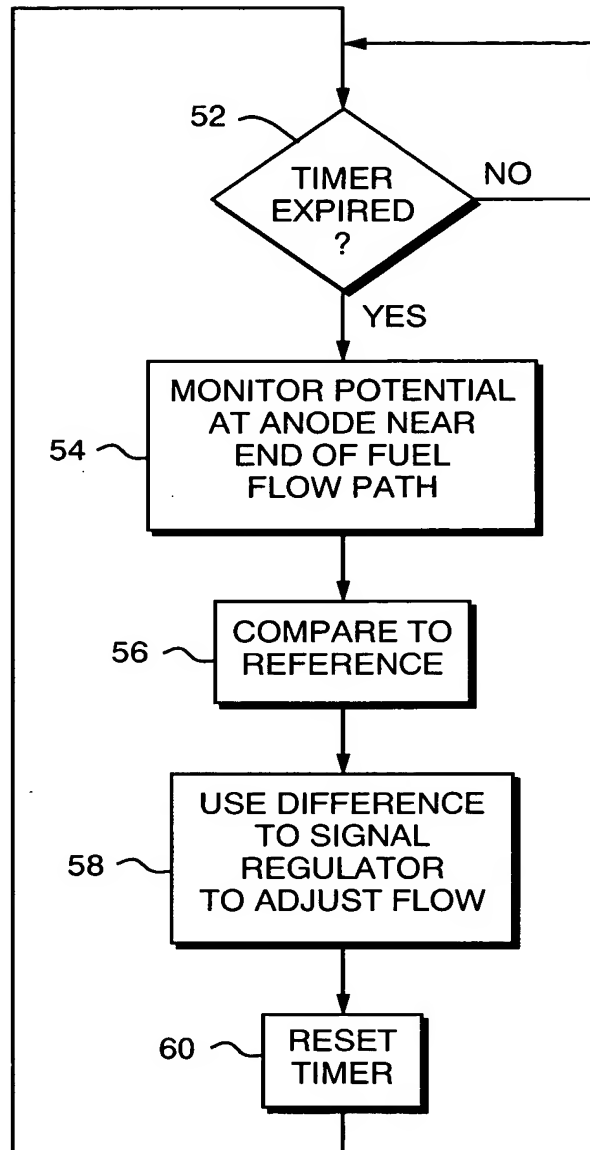 52
TIMER
EXPIRED
?
NO
YES
54
MONITOR POTENTIAL
AT ANODE NEAR
END OF FUEL
FLOW PATH
56
COMPARE TO
REFERENCE
58
USE DIFFERENCE
TO SIGNAL
REGULATOR
TO ADJUST FLOW
60
RESET
TIMER